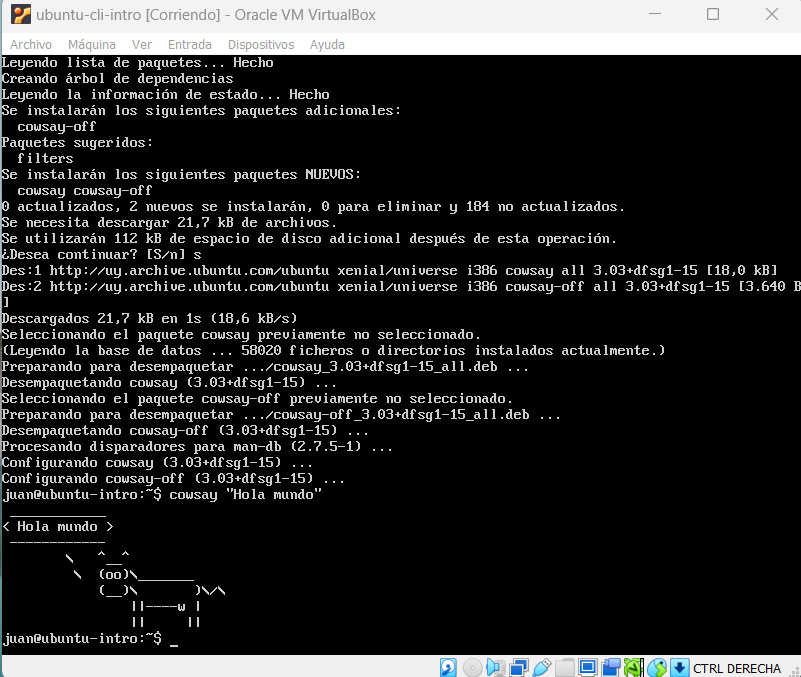 ubuntu-cli-intro [Corriendo] - Oracle VM VirtualBox
Archivo Máquina Ver Entrada Dispositivos Ayuda
Leyendo lista de paquetes... Hecho
Creando árbol de dependencias
Leyendo la información de estado... Hecho
Se instalarán los siguientes paquetes adicionales:
  cowsay-off
Paquetes sugeridos:
  filters
Se instalarán los siguientes paquetes NUEVOS:
  cowsay cowsay-off
0 actualizados, 2 nuevos se instalarán, 0 para eliminar y 184 no actualizados.
Se necesita descargar 21,7 kB de archivos.
Se utilizarán 112 kB de espacio de disco adicional después de esta operación.
¿Desea continuar? [S/n] s
Des:1 http://uy.archive.ubuntu.com/ubuntu xenial/universe i386 cowsay all 3.03+dfsg1-15 [18,0 kB]
Des:2 http://uy.archive.ubuntu.com/ubuntu xenial/universe i386 cowsay-off all 3.03+dfsg1-15 [3.640 B
]
Descargados 21,7 kB en 1s (18,6 kB/s)
Seleccionando el paquete cowsay previamente no seleccionado.
(Leyendo la base de datos ... 58020 ficheros o directorios instalados actualmente.)
Preparando para desempaquetar .../cowsay_3.03+dfsg1-15_all.deb ...
Desempaquetando cowsay (3.03+dfsg1-15) ...
Seleccionando el paquete cowsay-off previamente no seleccionado.
Preparando para desempaquetar .../cowsay-off_3.03+dfsg1-15_all.deb ...
Desempaquetando cowsay-off (3.03+dfsg1-15) ...
Procesando disparadores para man-db (2.7.5-1) ...
Configurando cowsay (3.03+dfsg1-15) ...
Configurando cowsay-off (3.03+dfsg1-15) ...
juan@ubuntu-intro:~$ cowsay "Hola mundo"
 ____________
< Hola mundo >
 ------------
        \   ^__^
         \  (oo)\_______
            (__)\       )\/\
                ||----w |
                ||     ||
juan@ubuntu-intro:~$ _
CTRL DERECHA